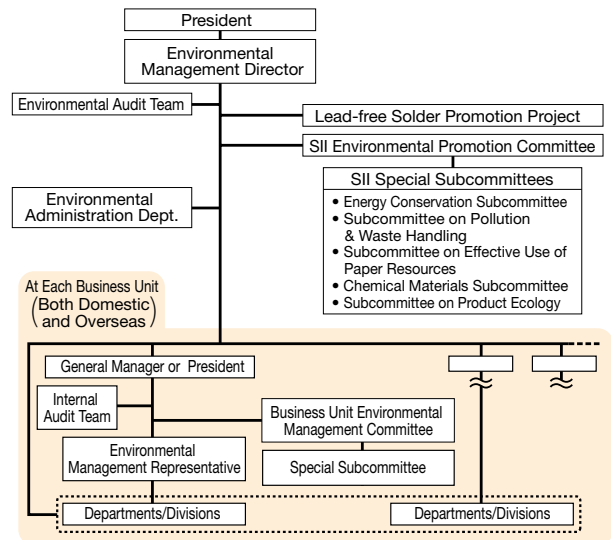 President
Environmental
Management Director
Environmental Audit Team
Lead-free Solder Promotion Project
SII Environmental Promotion Committee
Environmental
Administration Dept.
SII Special Subcommittees
• Energy Conservation Subcommittee
• Subcommittee on Pollution
& Waste Handling
• Subcommittee on Effective Use of
Paper Resources
• Chemical Materials Subcommittee
• Subcommittee on Product Ecology
At Each Business Unit
(Both Domestic
and Overseas)
General Manager or President
Internal
Audit Team
Business Unit Environmental
Management Committee
Environmental
Management Representative
Special Subcommittee
Departments/Divisions
Departments/Divisions